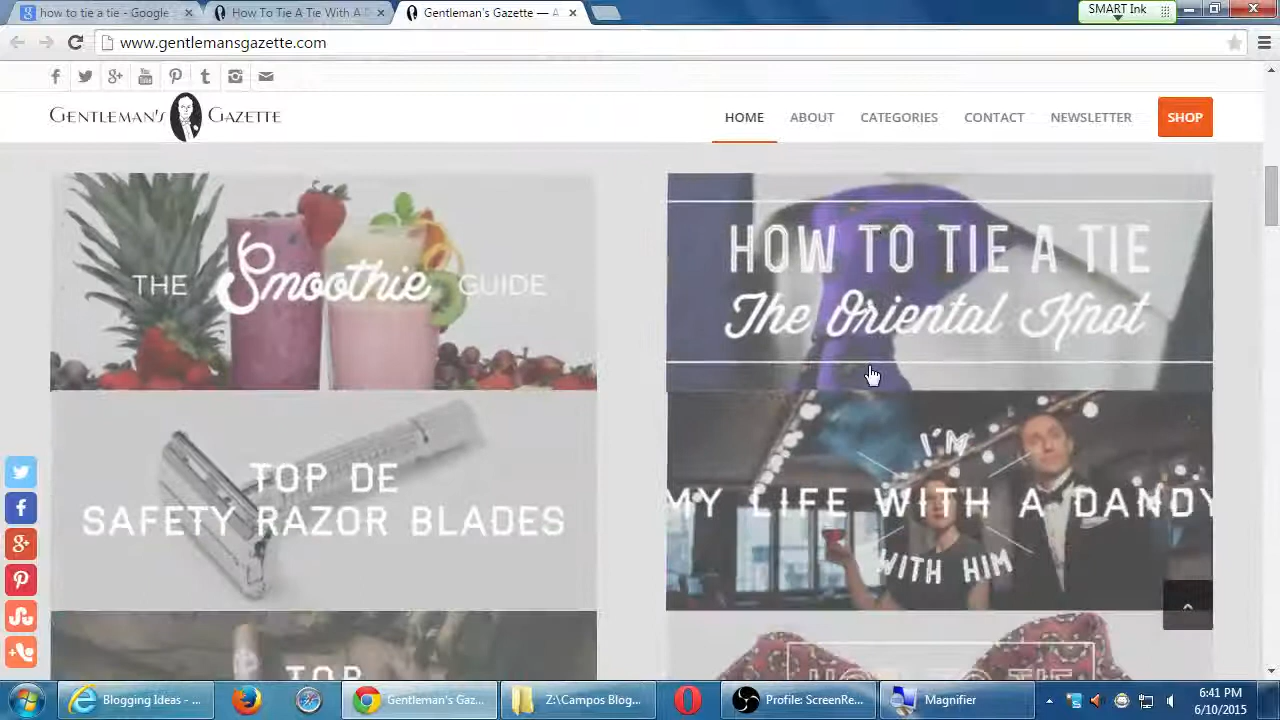 how to tie a tie - Google
How To Tie A Tie With A D
Gentleman's Gazette — A
SMART Ink
www.gentlemansgazette.com
GENTLEMAN'S GAZETTE
HOME
ABOUT
CATEGORIES
CONTACT
NEWSLETTER
SHOP
THE Smoothie GUIDE
HOW TO TIE A TIE
The Oriental Knot
TOP DE
SAFETY RAZOR BLADES
I'M
MY LIFE WITH A DANDY
WITH HIM
TOP
HOW TO TIE
Blogging Ideas - ...
Gentleman's Gaz...
Z:\Campos Blog...
Profile: ScreenRe...
Magnifier
6:41 PM
6/10/2015